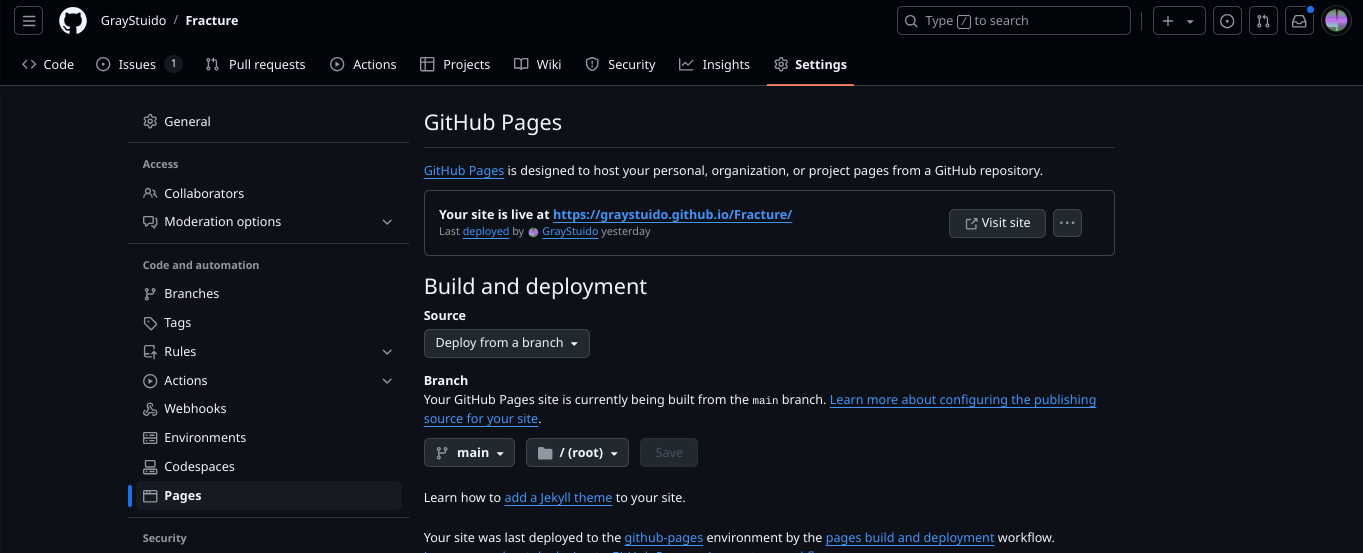 GrayStuido / Fracture
Type / to search
Code
Issues 1
Pull requests
Actions
Projects
Wiki
Security
Insights
Settings
General
Access
Collaborators
Moderation options
Code and automation
Branches
Tags
Rules
Actions
Webhooks
Environments
Codespaces
Pages
Security
GitHub Pages
GitHub Pages is designed to host your personal, organization, or project pages from a GitHub repository.
Your site is live at https://graystuido.github.io/Fracture/
Last deployed by GrayStuido yesterday
Visit site
Build and deployment
Source
Deploy from a branch
Branch
Your GitHub Pages site is currently being built from the main branch. Learn more about configuring the publishing
source for your site.
main
/ (root)
Save
Learn how to add a Jekyll theme to your site.
Your site was last deployed to the github-pages environment by the pages build and deployment workflow.